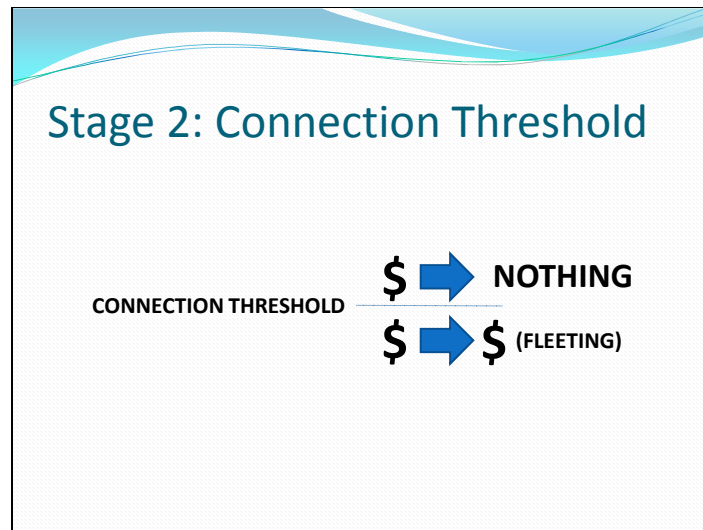 Stage 2: Connection Threshold
$ NOTHING
CONNECTION THRESHOLD
$ $ (FLEETING)